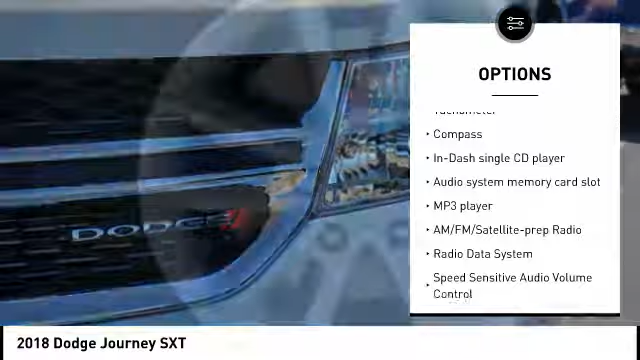 OPTIONS
Tachometer
• Compass
• In-Dash single CD player
• Audio system memory card slot
• MP3 player
• AM/FM/Satellite-prep Radio
• Radio Data System
• Speed Sensitive Audio Volume
Control
DODGE
2018 Dodge Journey SXT